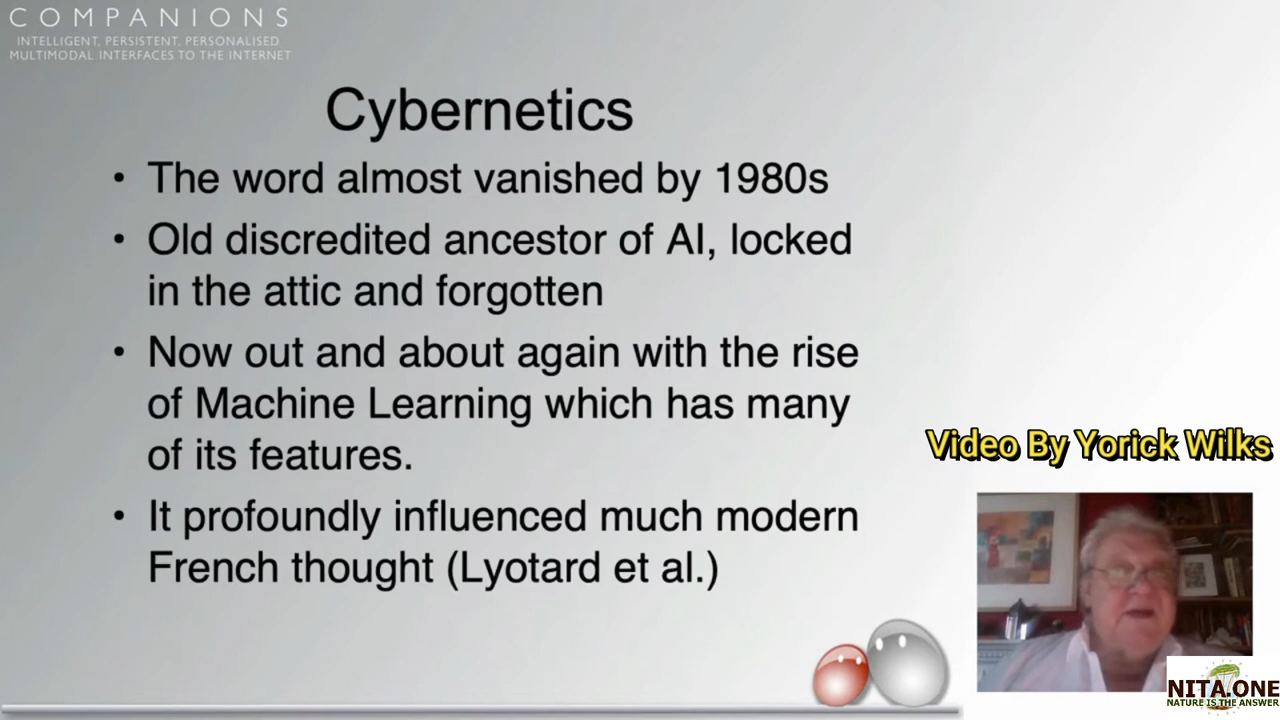 COMPANIONS
INTELLIGENT, PERSISTENT, PERSONALISED
MULTIMODAL INTERFACES TO THE INTERNET
Cybernetics
• The word almost vanished by 1980s
• Old discredited ancestor of AI, locked
in the attic and forgotten
• Now out and about again with the rise
of Machine Learning which has many
of its features.
• It profoundly influenced much modern
French thought (Lyotard et al.)
Video By Yorick Wilks
NITA.ONE
NATURE IS THE ANSWER